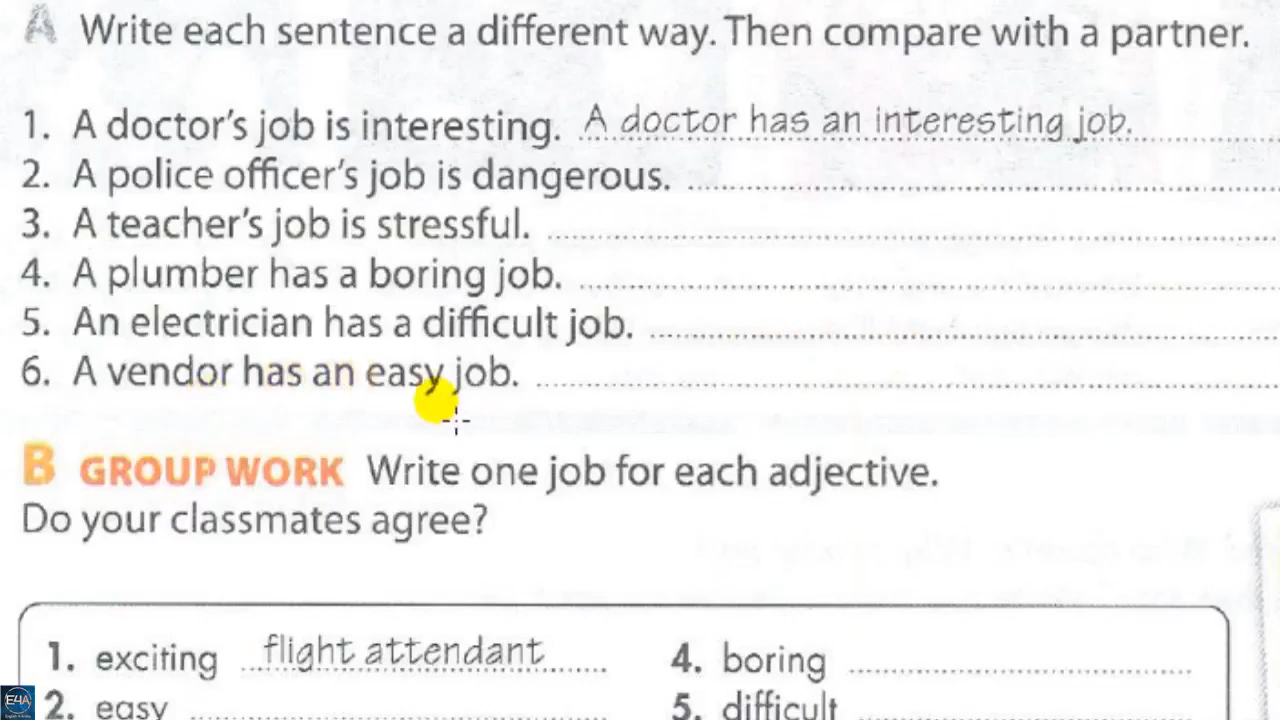 A Write each sentence a different way. Then compare with a partner.
1. A doctor's job is interesting. A doctor has an interesting job.
2. A police officer's job is dangerous.
3. A teacher's job is stressful.
4. A plumber has a boring job.
5. An electrician has a difficult job.
6. A vendor has an easy job.
B GROUP WORK Write one job for each adjective.
Do your classmates agree?
1. exciting flight attendant 4. boring
E4A 2. easy 5. difficult